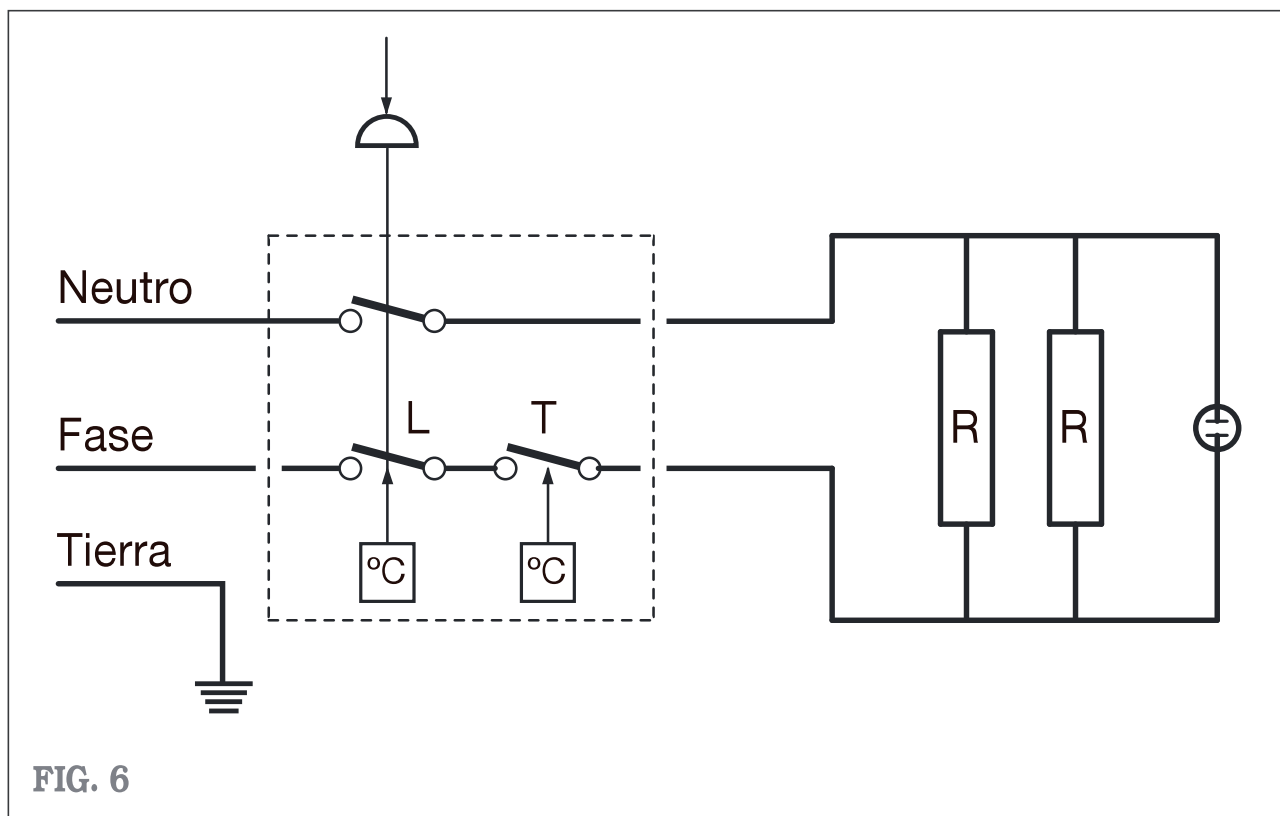 Neutro
L T
Fase
R R
Tierra
ºC ºC
FIG. 6